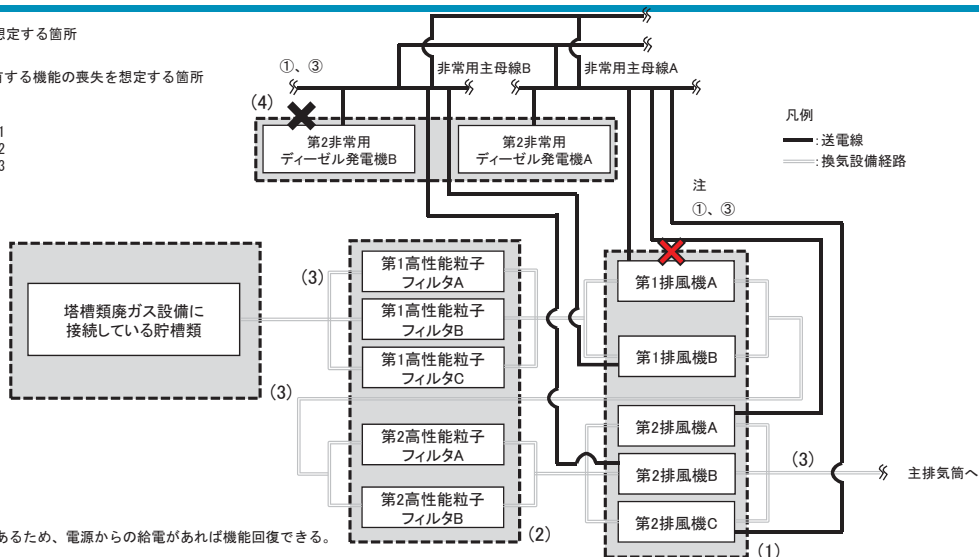 想定する箇所
有する機能の喪失を想定する箇所
1
2
3
①、③
非常用主母線B
非常用主母線A
(4)
第2非常用
ディーゼル発電機B
第2非常用
ディーゼル発電機A
凡例
:送電線
:換気設備経路
注
①、③
塔槽類廃ガス設備に
接続している貯槽類
(3)
(3)
第1高性能粒子
フィルタA
第1高性能粒子
フィルタB
第1高性能粒子
フィルタC
第2高性能粒子
フィルタA
第2高性能粒子
フィルタB
(2)
第1排風機A
第1排風機B
第2排風機A
第2排風機B
第2排風機C
(1)
(3)
主排気筒へ
あるため、電源からの給電があれば機能回復できる。